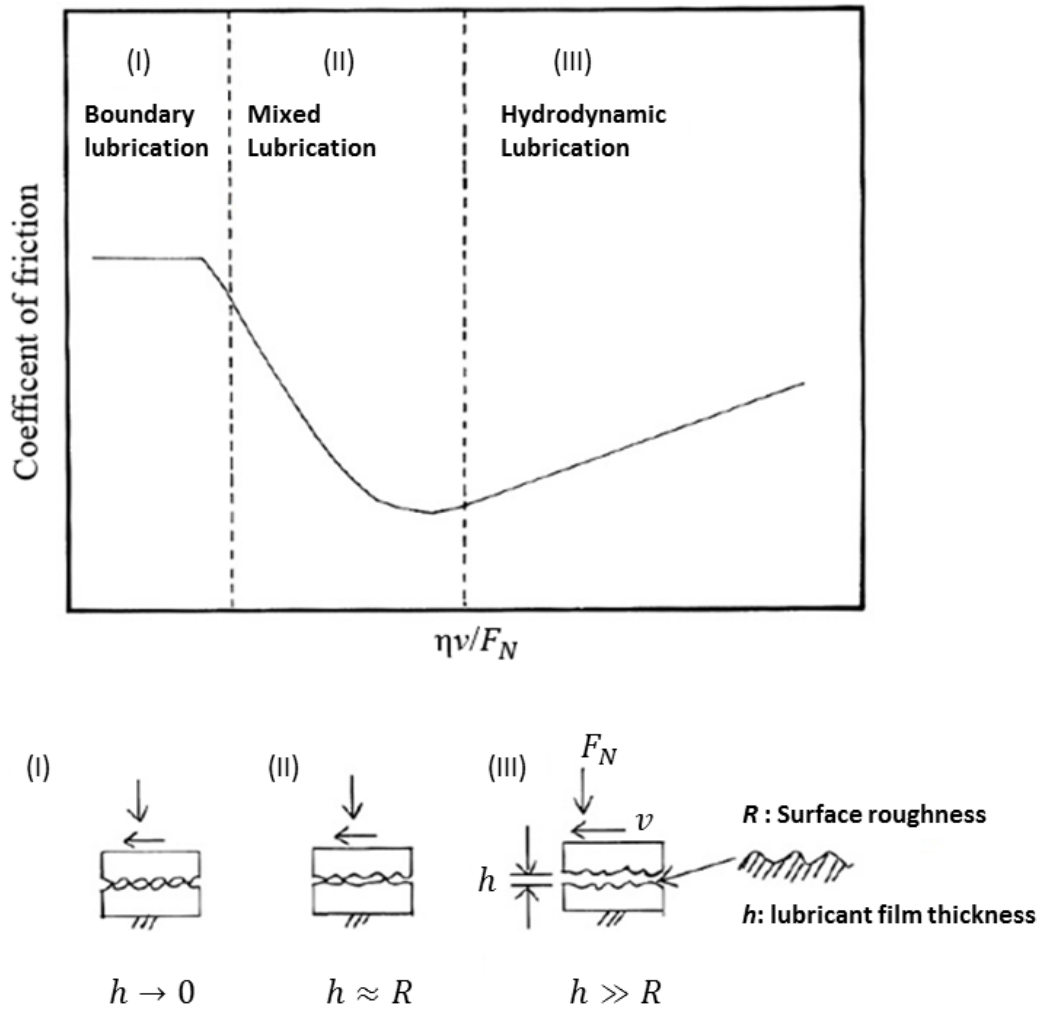 (I)
(II)
(III)
Boundary
lubrication
Mixed
Lubrication
Hydrodynamic
Lubrication
Coefficent of friction
ηv/F_N
(I)
(II)
(III)
F_N
v
h
R : Surface roughness
h: lubricant film thickness
h → 0
h ≈ R
h ≫ R